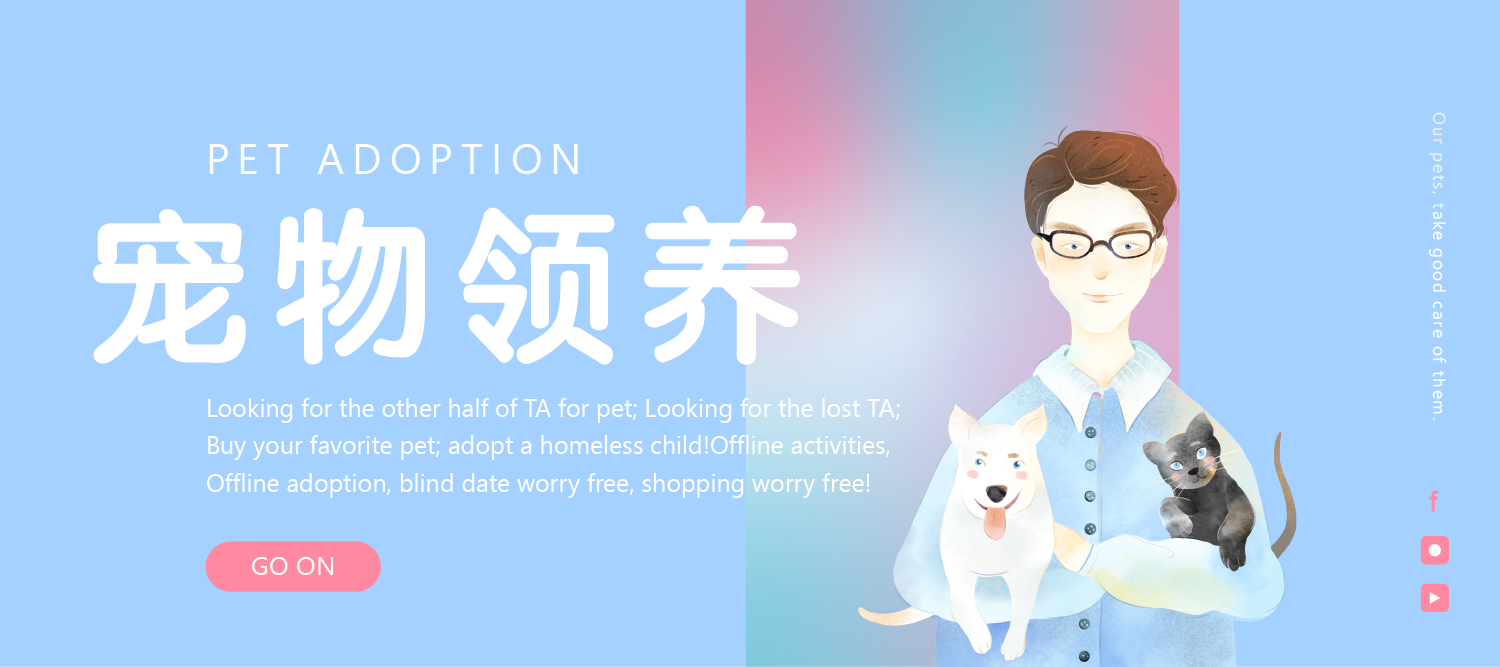 PET ADOPTION
宠物领养
Looking for the other half of TA for pet; Looking for the lost TA;
Buy your favorite pet; adopt a homeless child!Offline activities,
Offline adoption, blind date worry free, shopping worry free!
GO ON
Our pets, take good care of them.
f